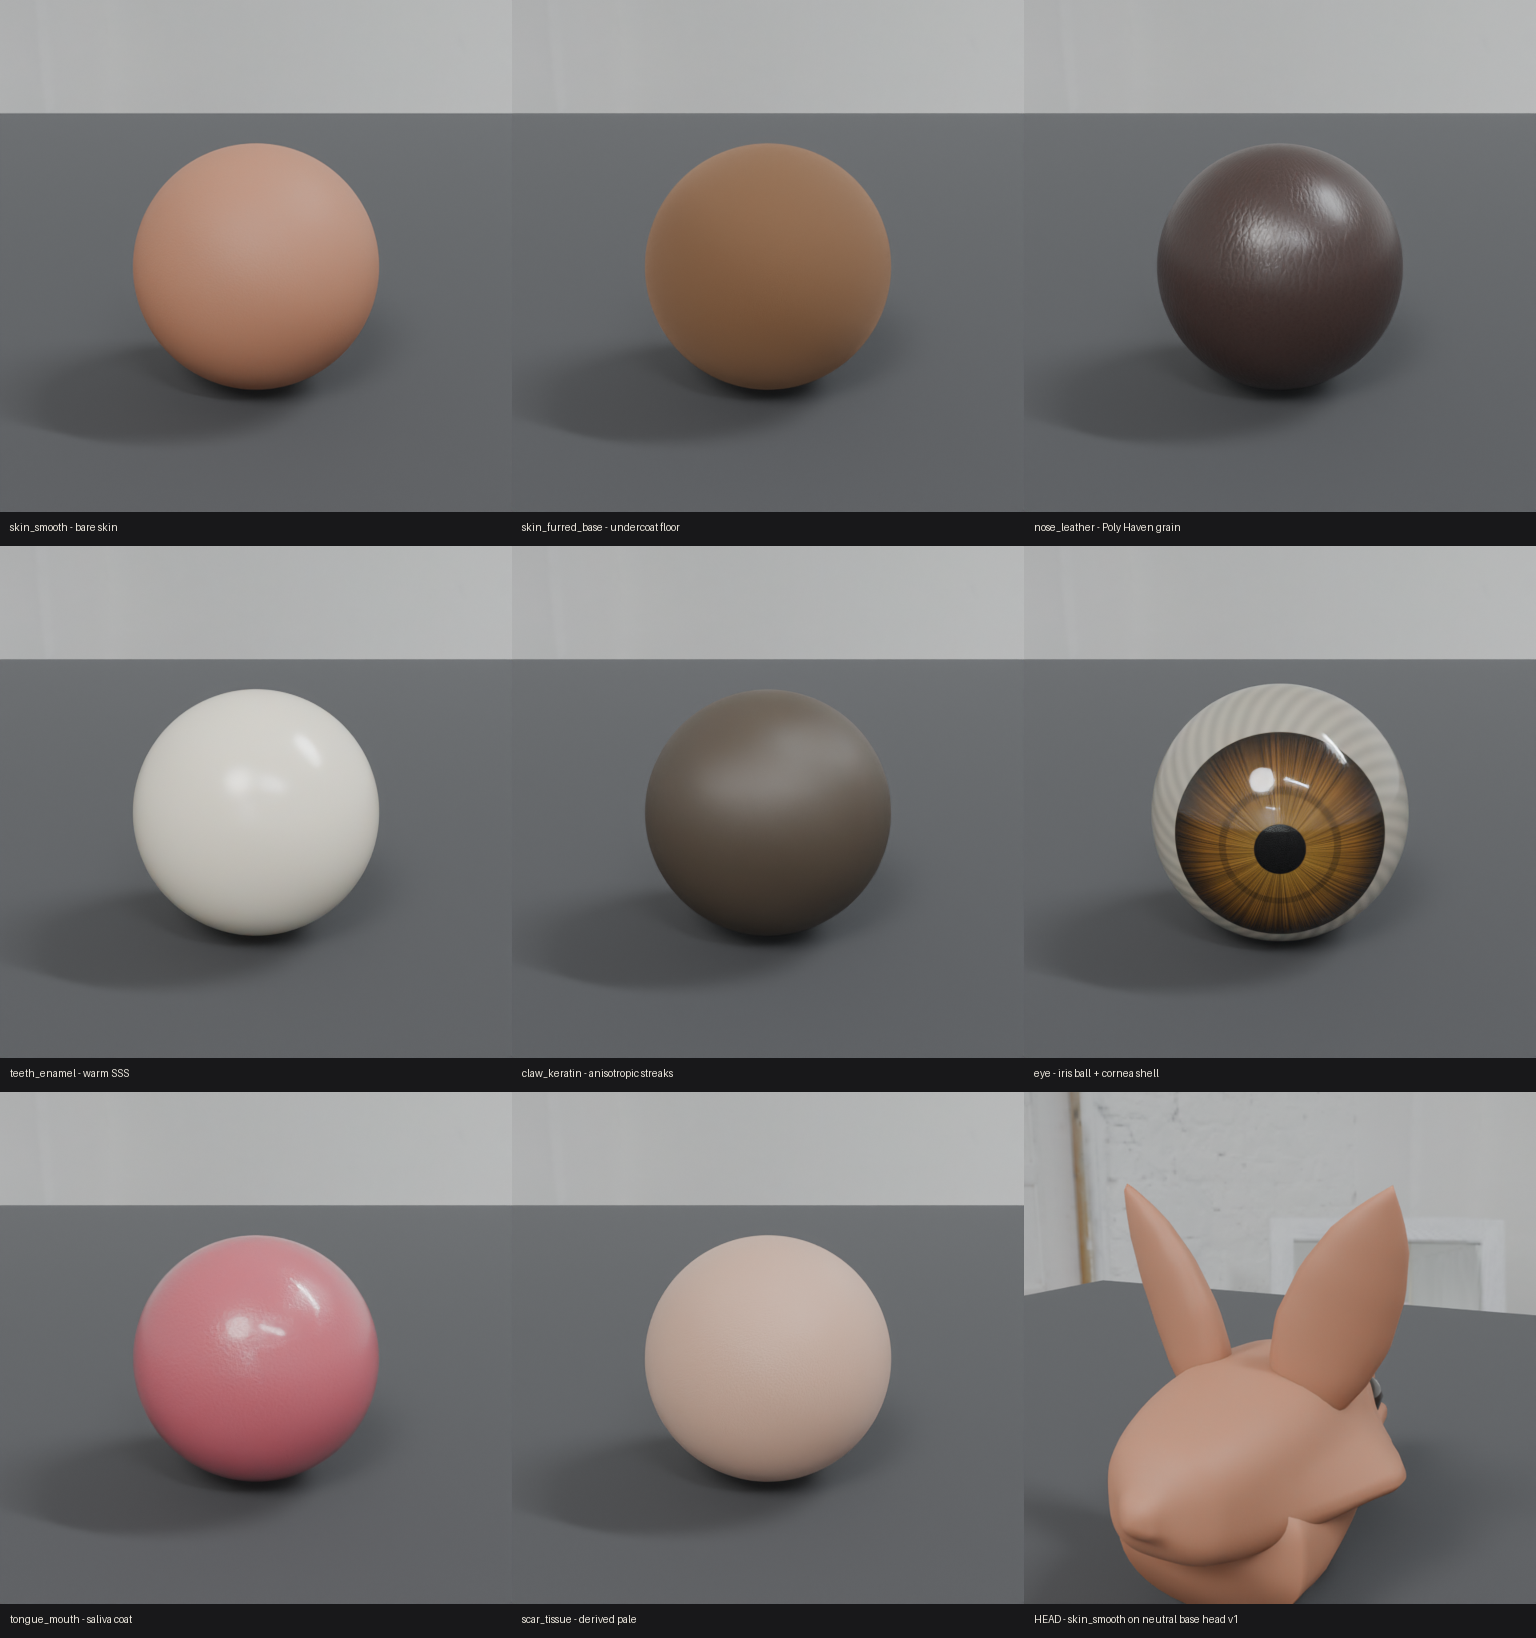 skin_smooth - bare skin
skin_furred_base - undercoat floor
nose_leather - Poly Haven grain
teeth_enamel - warm SSS
claw_keratin - anisotropic streaks
eye - iris ball + cornea shell
tongue_mouth - saliva coat
scar_tissue - derived pale
HEAD - skin_smooth on neutral base head v1